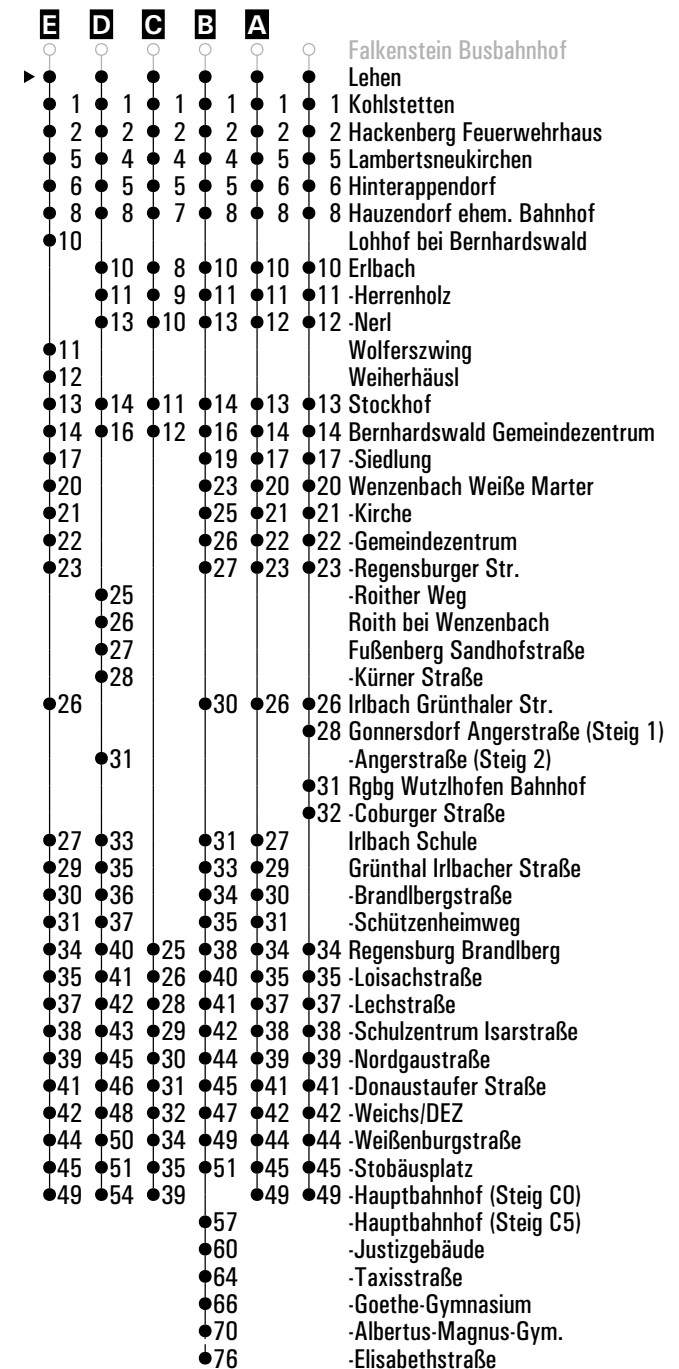 E D C B A
Falkenstein Busbahnhof
Lehen
1 1 1 1 1 1 Kohlstetten
2 2 2 2 2 2 Hackenberg Feuerwehrhaus
5 4 4 4 5 5 Lambertsneukirchen
6 5 5 5 6 6 Hinterappendorf
8 8 7 8 8 8 Hauzendorf ehem. Bahnhof
10 Lohhof bei Bernhardswald
10 8 10 10 10 Erlbach
11 9 11 11 11 -Herrenholz
13 10 13 12 12 -Nerl
11 Wolferszwing
12 Weiherhäusl
13 14 11 14 13 13 Stockhof
14 16 12 16 14 14 Bernhardswald Gemeindezentrum
17 19 17 17 -Siedlung
20 23 20 20 Wenzenbach Weiße Marter
21 25 21 21 -Kirche
22 26 22 22 -Gemeindezentrum
23 27 23 23 -Regensburger Str.
25 -Roither Weg
26 Roith bei Wenzenbach
27 Fußenberg Sandhofstraße
28 -Kürner Straße
26 30 26 26 Irlbach Grünthaler Str.
28 Gonnersdorf Angerstraße (Steig 1)
31 -Angerstraße (Steig 2)
31 Rgbg Wutzlhofen Bahnhof
32 -Coburger Straße
27 33 31 27 Irlbach Schule
29 35 33 29 Grünthal Irlbacher Straße
30 36 34 30 -Brandlbergstraße
31 37 35 31 -Schützenheimweg
34 40 25 38 34 34 Regensburg Brandlberg
35 41 26 40 35 35 -Loisachstraße
37 42 28 41 37 37 -Lechstraße
38 43 29 42 38 38 -Schulzentrum Isarstraße
39 45 30 44 39 39 -Nordgaustraße
41 46 31 45 41 41 -Donaustaufer Straße
42 48 32 47 42 42 -Weichs/DEZ
44 50 34 49 44 44 -Weißenburgstraße
45 51 35 51 45 45 -Stobäusplatz
49 54 39 49 49 -Hauptbahnhof (Steig C0)
57 -Hauptbahnhof (Steig C5)
60 -Justizgebäude
64 -Taxisstraße
66 -Goethe-Gymnasium
70 -Albertus-Magnus-Gym.
76 -Elisabethstraße